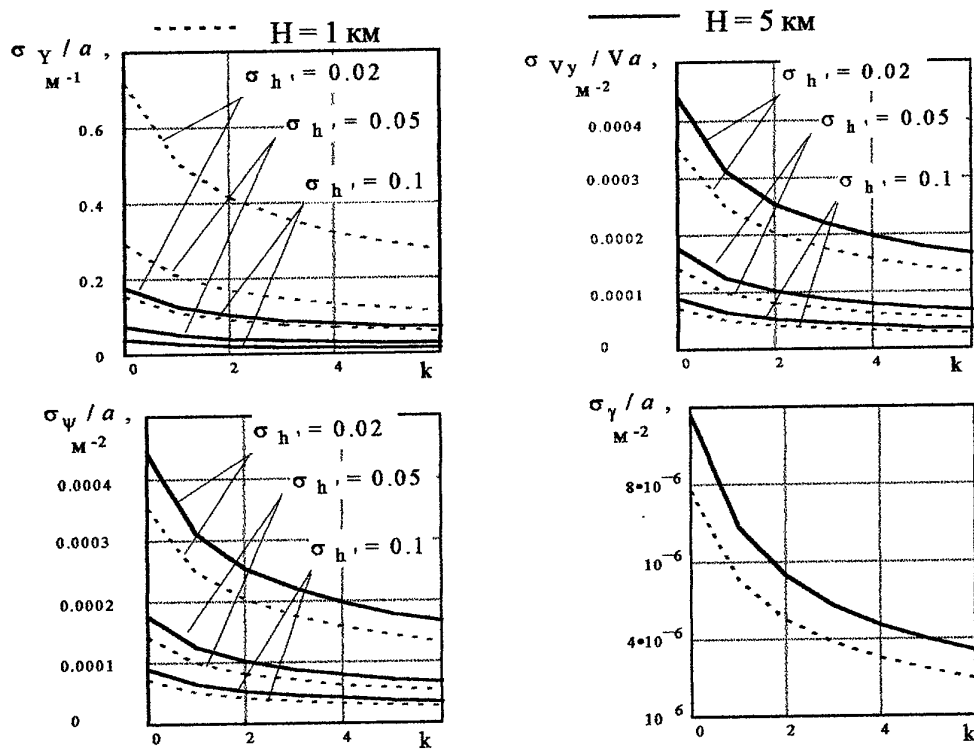 H = 1 км
H = 5 км
σ Y / a ,
м -1
σ h ' = 0.02
σ h ' = 0.05
σ h ' = 0.1
0.6
0.4
0.2
0
0 2 4 k
σ Vy / V a ,
м -2
σ h ' = 0.02
σ h ' = 0.05
σ h ' = 0.1
0.0004
0.0003
0.0002
0.0001
0
0 2 4 k
σ ψ / a ,
м -2
σ h ' = 0.02
σ h ' = 0.05
σ h ' = 0.1
0.0004
0.0003
0.0002
0.0001
0
0 2 4 k
σ γ / a ,
м -2
8•10 -6
10 -6
4•10 -6
10 -6
0 2 4 k